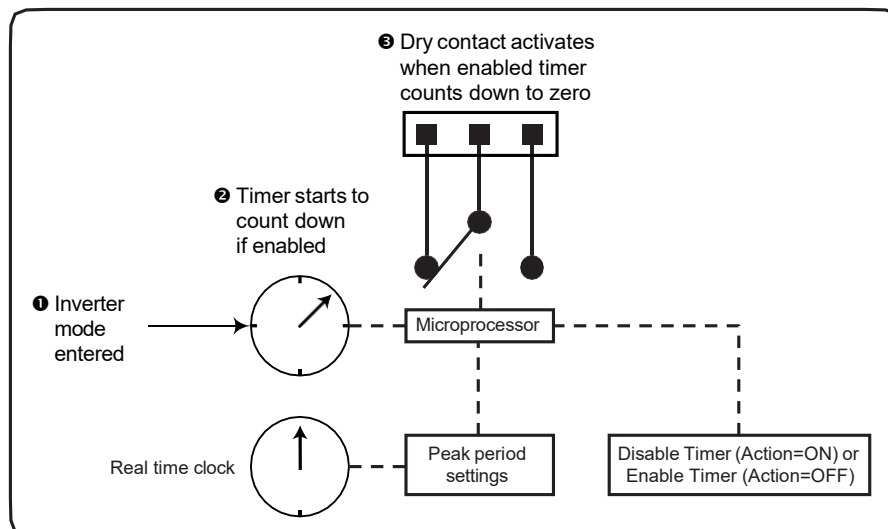 ❸ Dry contact activates
when enabled timer
counts down to zero
❷ Timer starts to
count down
if enabled
❶ Inverter
mode
entered
Microprocessor
Real time clock
Peak period
settings
Disable Timer (Action=ON) or
Enable Timer (Action=OFF)